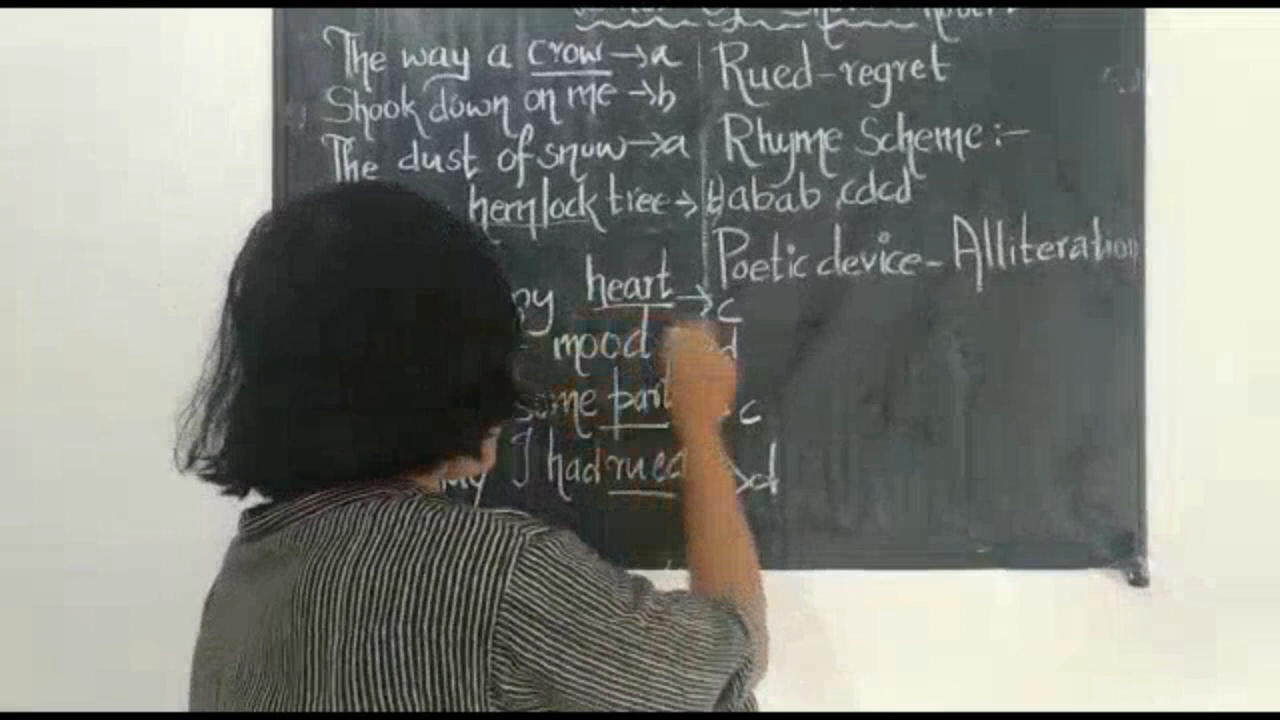 The way a crow → a
Shook down on me → b
The dust of snow → a
hemlock tree → b
heart → c
mood d
some part c
I had rued → d
Rued - regret
Rhyme Scheme :-
abab cdcd
Poetic device - Alliteration